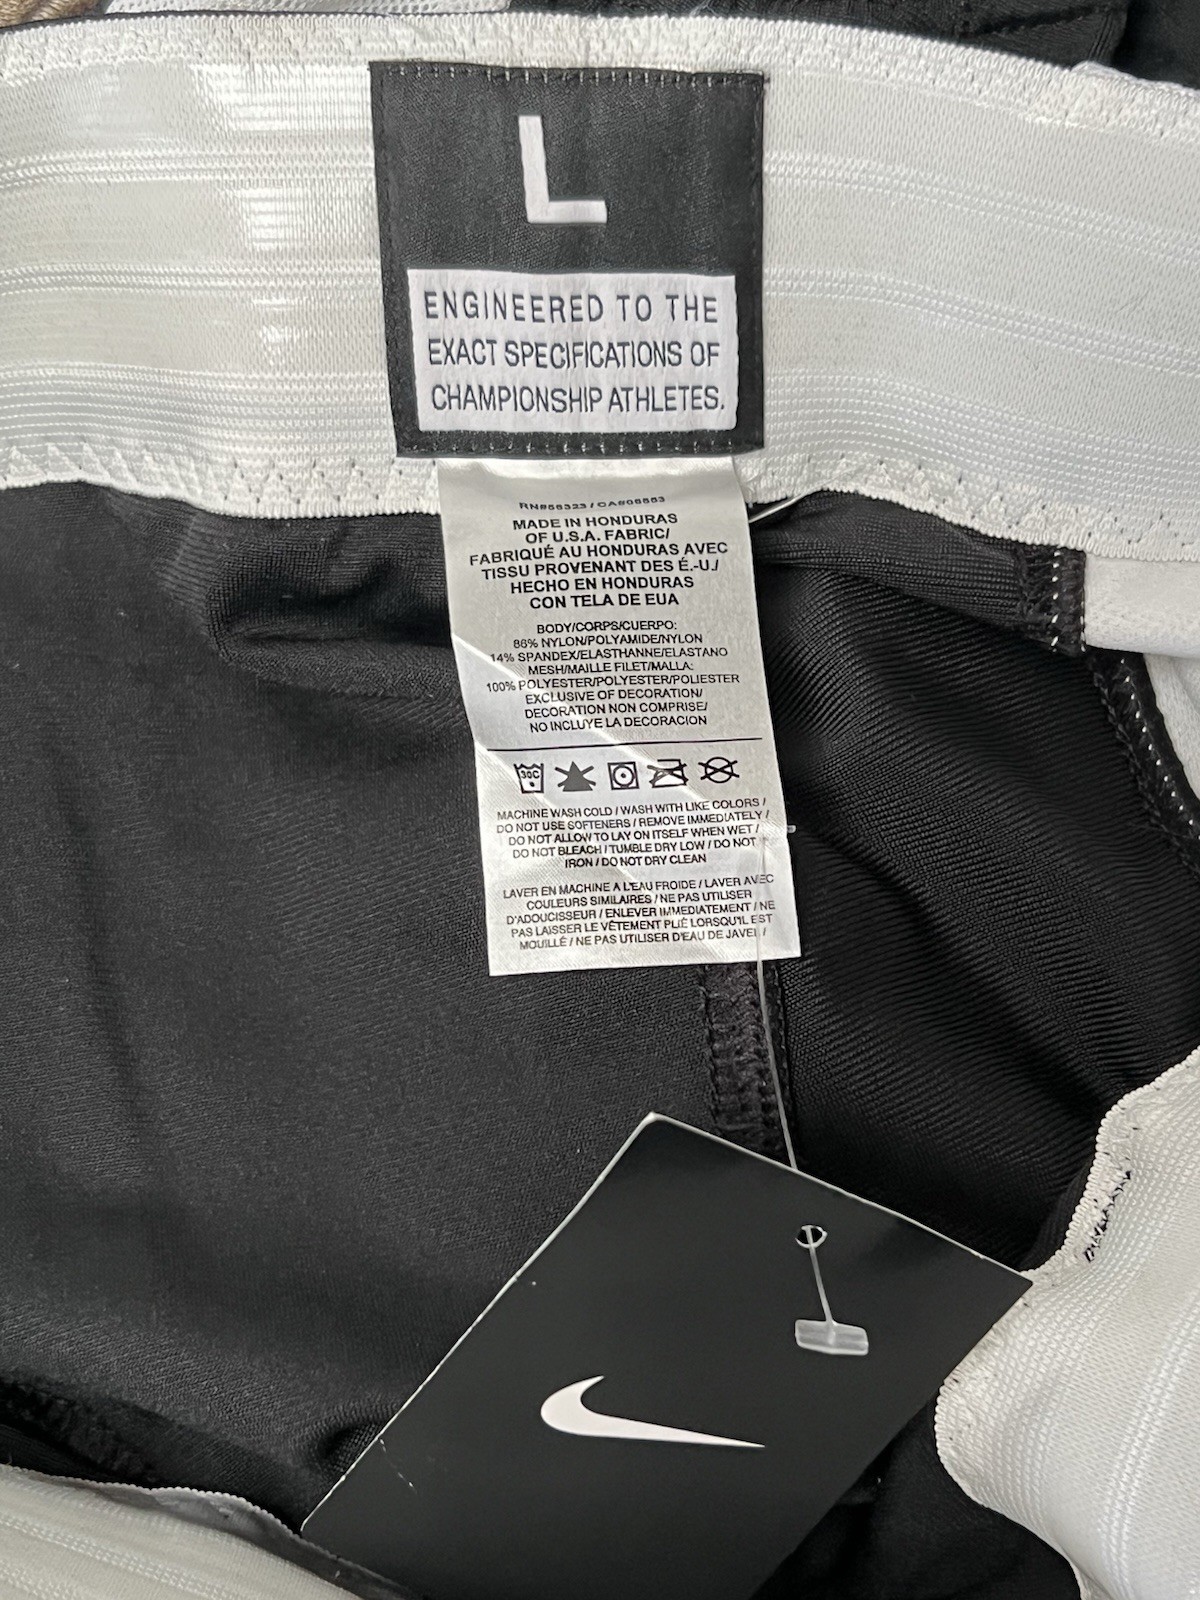 L
ENGINEERED TO THE
EXACT SPECIFICATIONS OF
CHAMPIONSHIP ATHLETES.
MADE IN HONDURAS
OF U.S.A. FABRIC/
FABRIQUÉ AU HONDURAS AVEC
TISSU PROVENANT DES É.-U./
HECHO EN HONDURAS
CON TELA DE EUA
BODY/CORPS/CUERPO:
86% NYLON/POLYAMIDE/NYLON
14% SPANDEX/ELASTHANNE/ELASTANO
MESH/MAILLE FILET/MALLA:
100% POLYESTER/POLYESTER/POLIESTER
EXCLUSIVE OF DECORATION/
DECORATION NON COMPRISE/
NO INCLUYE LA DECORACION
30C
MACHINE WASH COLD / WASH WITH LIKE COLORS /
DO NOT USE SOFTENERS / REMOVE IMMEDIATELY /
DO NOT ALLOW TO LAY ON ITSELF WHEN WET /
DO NOT BLEACH / TUMBLE DRY LOW / DO NOT
IRON / DO NOT DRY CLEAN
LAVER EN MACHINE A L'EAU FROIDE / LAVER AVEC
COULEURS SIMILAIRES / NE PAS UTILISER
D'ADOUCISSEUR / ENLEVER IMMEDIATEMENT / NE
PAS LAISSER LE VÊTEMENT PLIÉ LORSQU'IL EST
MOUILLÉ / NE PAS UTILISER D'EAU DE JAVEL /